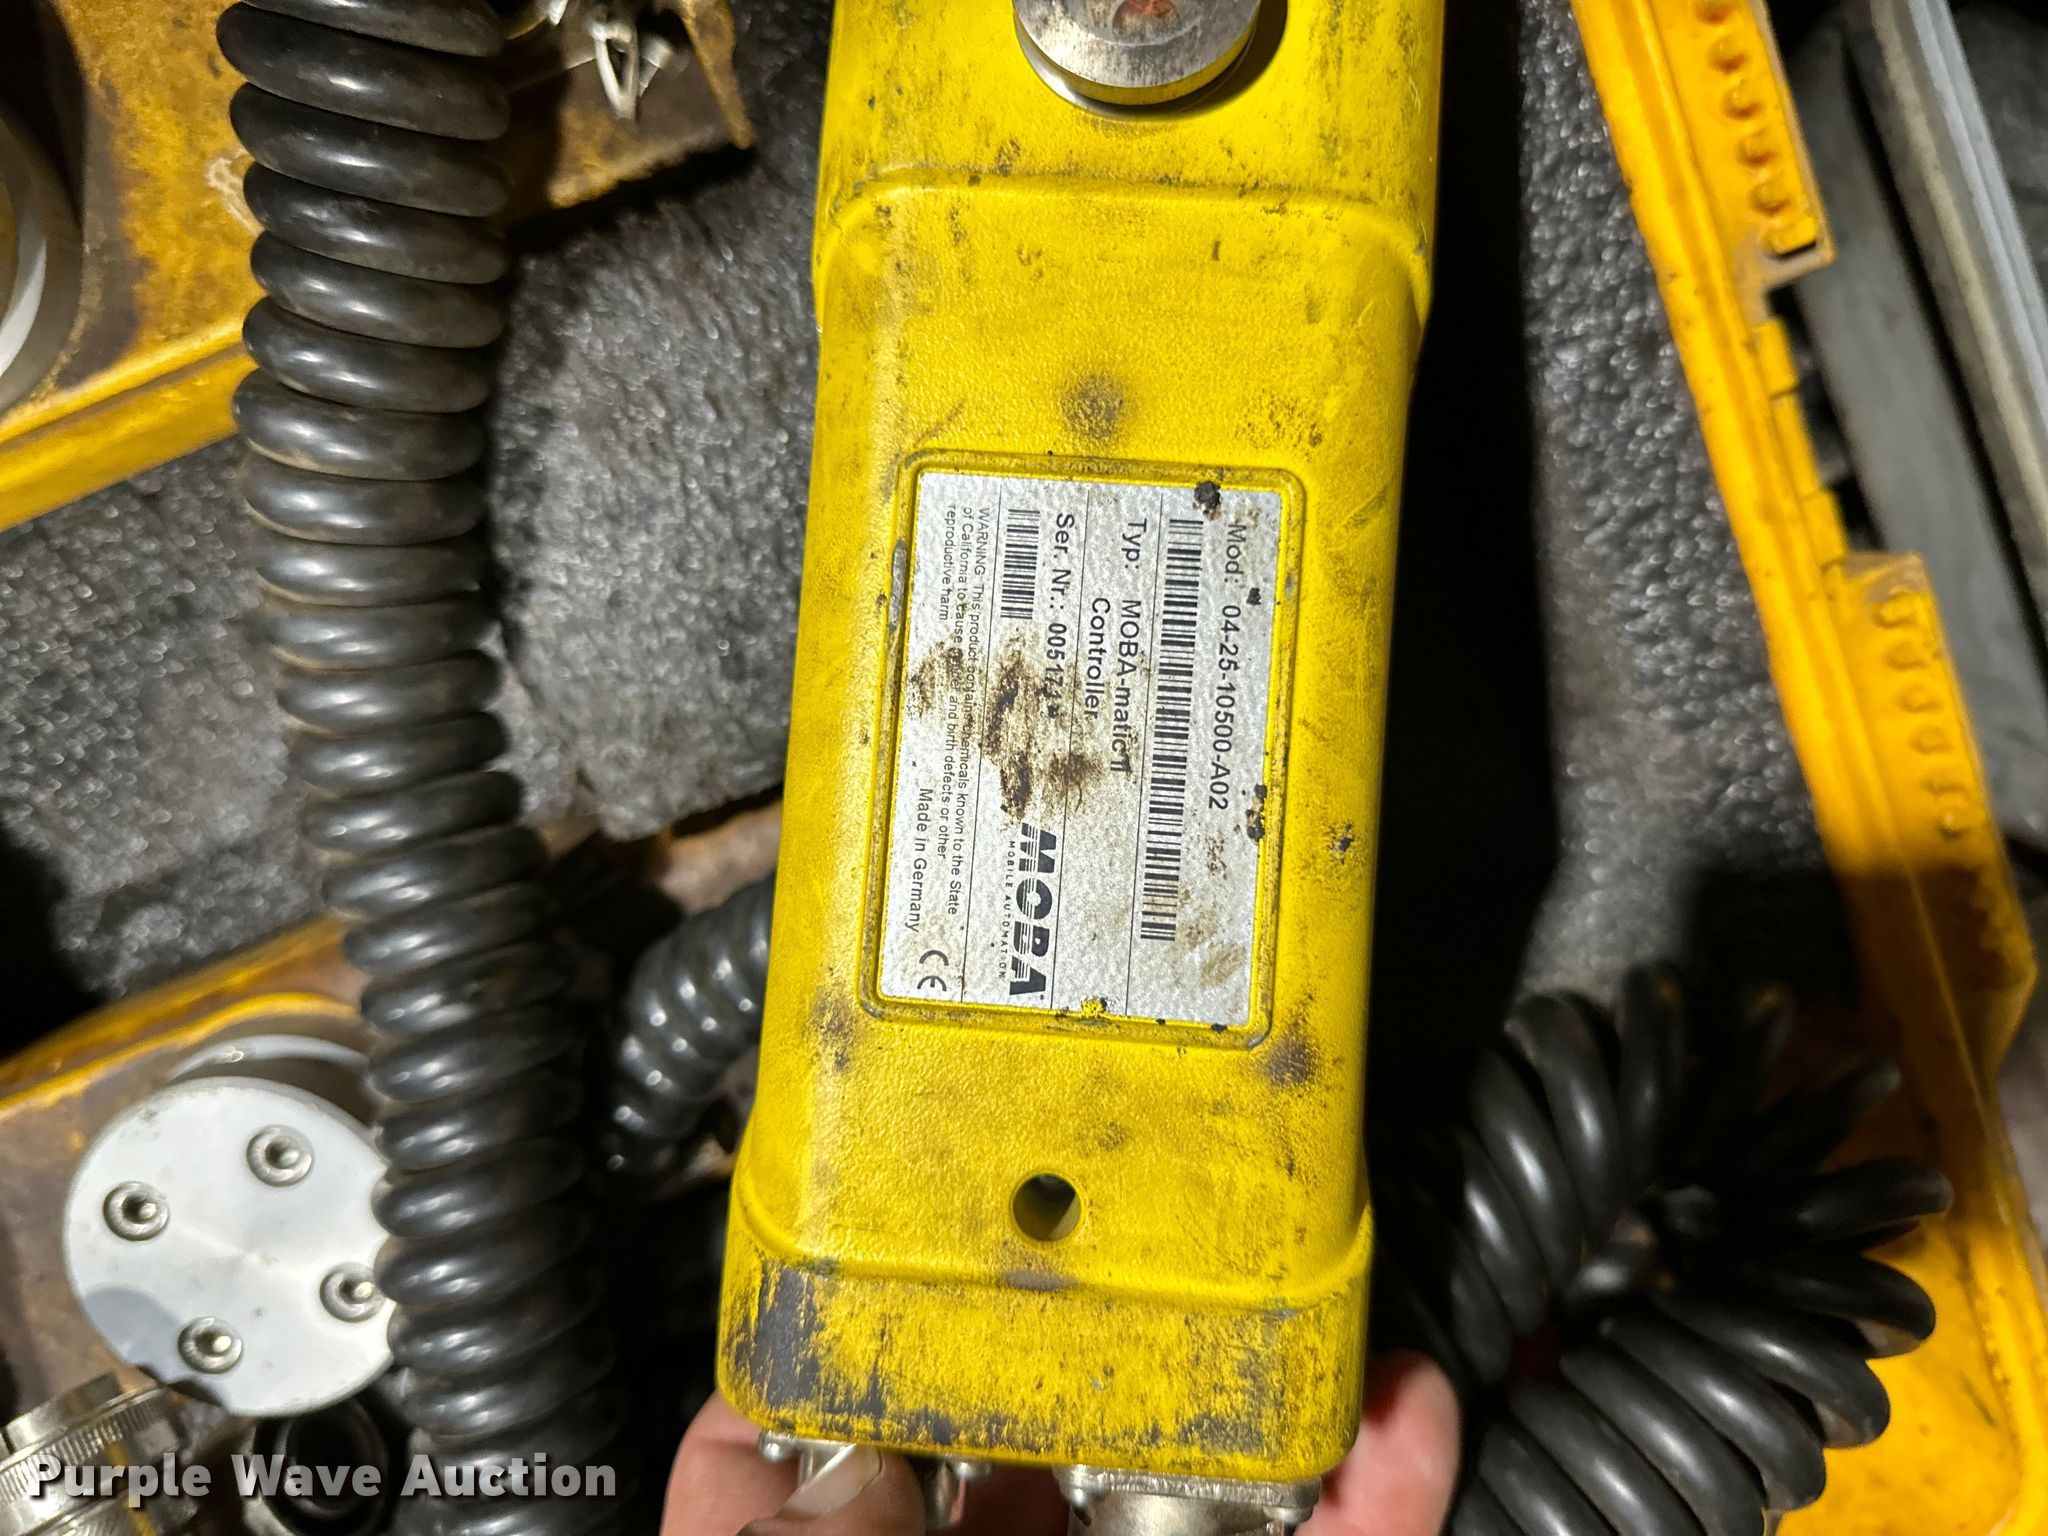 Mod: 04-25-10500-A02
Typ: MOBA-matic II
Controller
Ser. Nr.:
MOBA
MOBILE AUTOMATION
WARNING: This product contains chemicals known to the State
of California to cause and birth defects or other
reproductive harm
Made in Germany
CE
Purple Wave Auction